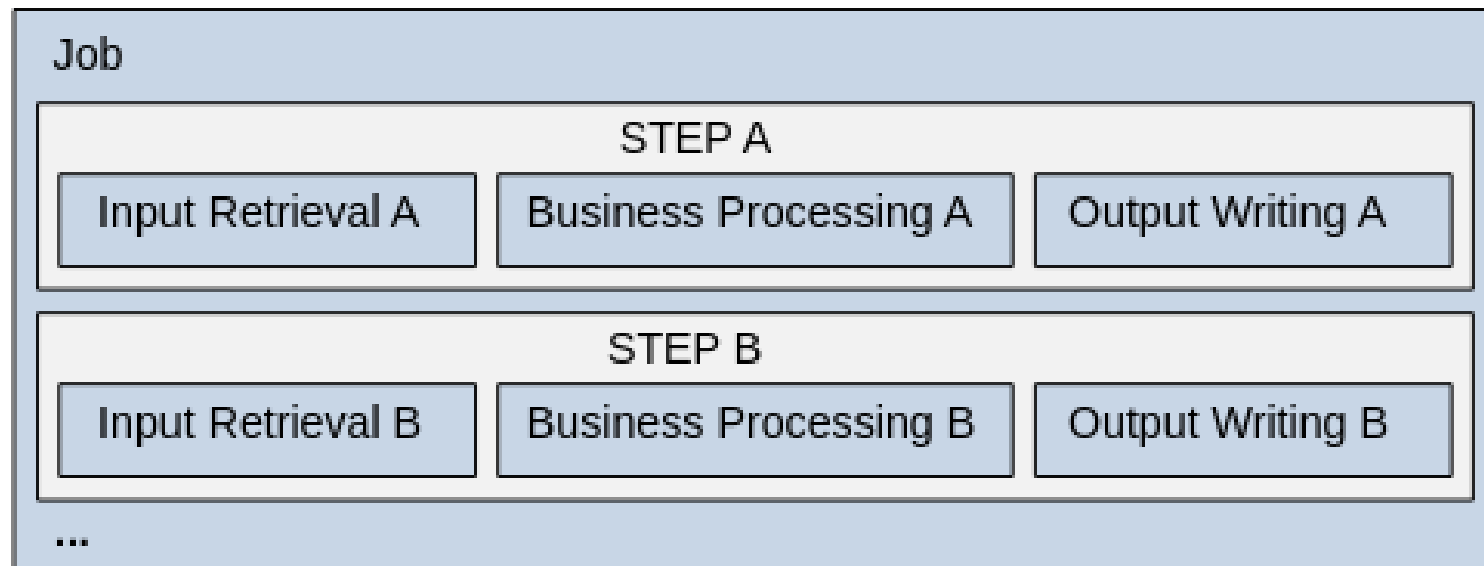 Job
STEP A
Input Retrieval A
Business Processing A
Output Writing A
STEP B
Input Retrieval B
Business Processing B
Output Writing B
...